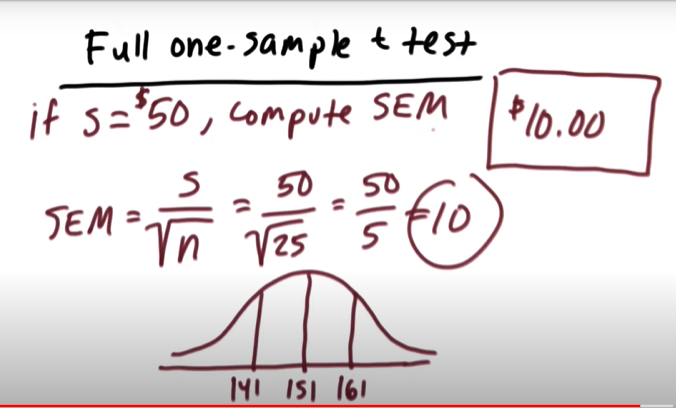 Full one-sample t test
if s=$50, compute SEM
$10.00
SEM = s/√n = 50/√25 = 50/5 = 10
141 151 161